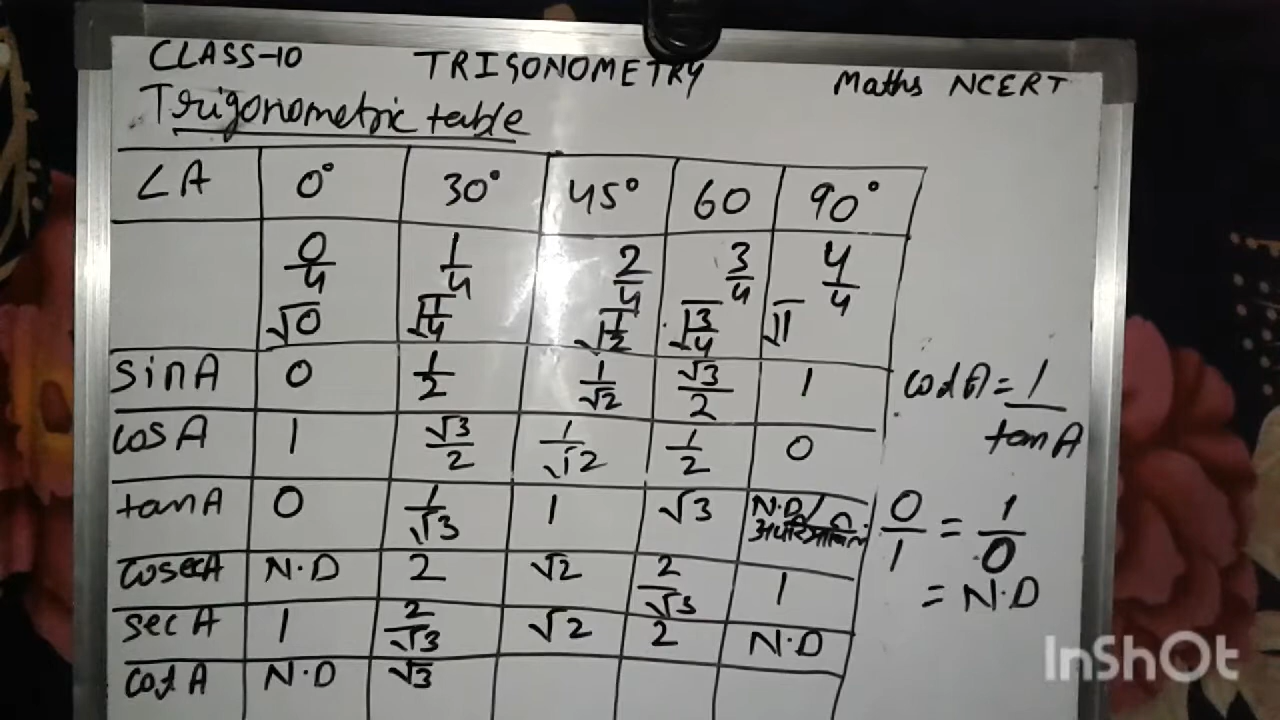 CLASS-10 TRIGONOMETRY Maths NCERT
Trigonometric table
∠A 0° 30° 45° 60 90°
0/4 1/4 2/4 3/4 4/4
√0 √1/4 √1/2 √3/4 √1
sinA 0 1/2 1/√2 √3/2 1
cosA 1 √3/2 1/√2 1/2 0
tanA 0 1/√3 1 √3 N.D/
cosecA N.D 2 √2 2/√3 1
secA 1 2/√3 √2 2 N.D
cotA N.D √3
cotA = 1/tanA
0/1 = 1/0
= N.D
InShOt